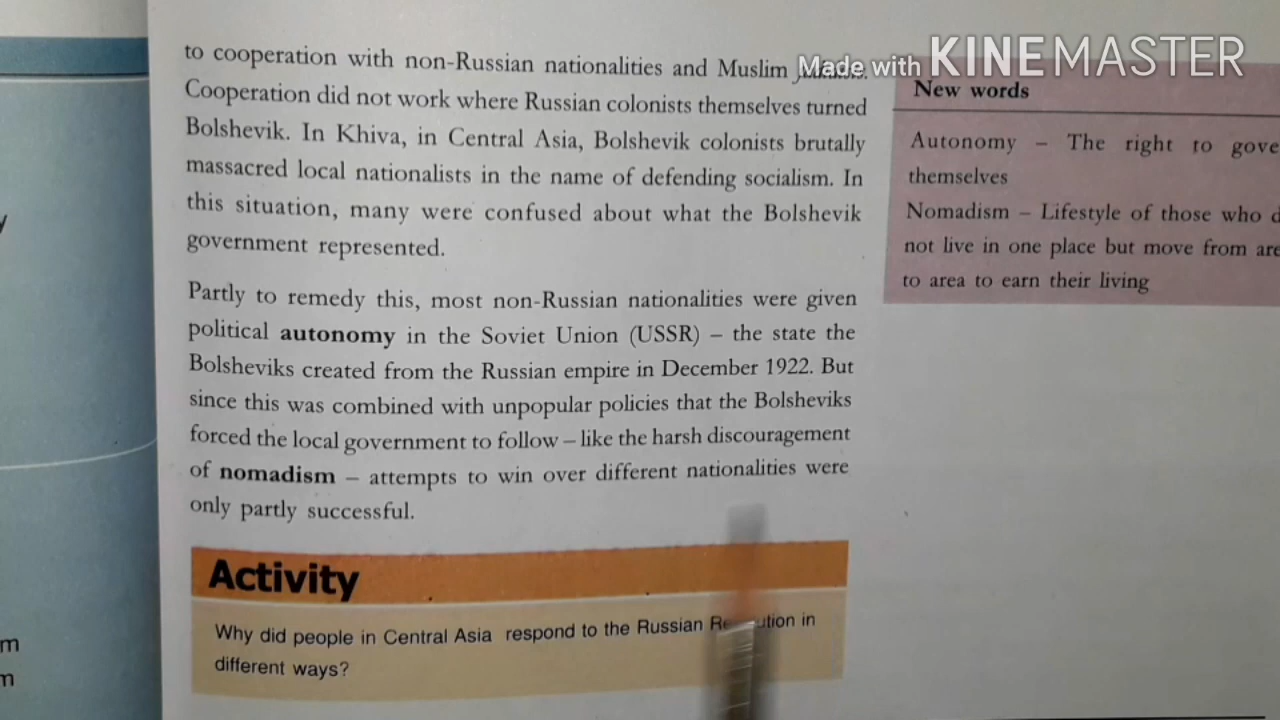 to cooperation with non-Russian nationalities and Muslim
Made with KINEMASTER
Cooperation did not work where Russian colonists themselves turned
Bolshevik. In Khiva, in Central Asia, Bolshevik colonists brutally
massacred local nationalists in the name of defending socialism. In
this situation, many were confused about what the Bolshevik
government represented.
Partly to remedy this, most non-Russian nationalities were given
political autonomy in the Soviet Union (USSR) – the state the
Bolsheviks created from the Russian empire in December 1922. But
since this was combined with unpopular policies that the Bolsheviks
forced the local government to follow – like the harsh discouragement
of nomadism – attempts to win over different nationalities were
only partly successful.
Activity
Why did people in Central Asia respond to the Russian in
different ways?
New words
Autonomy – The right to gove
themselves
Nomadism – Lifestyle of those who d
not live in one place but move from are
to area to earn their living
y
m
m